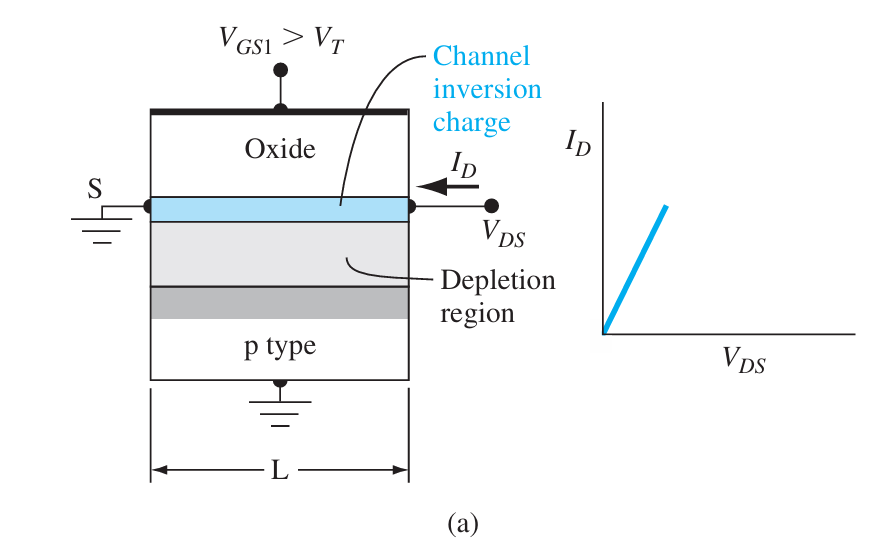 V_GS1 > V_T
Channel
inversion
charge
Oxide
I_D
S
V_DS
Depletion
region
p type
L
I_D
V_DS
(a)